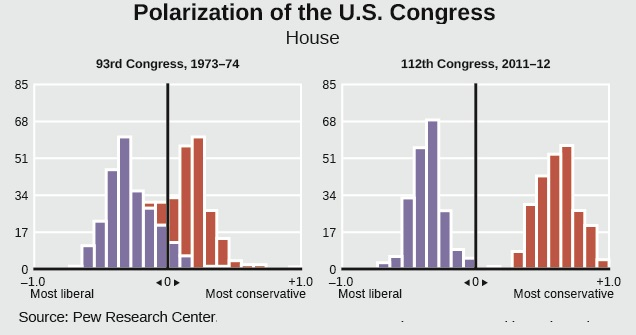 Polarization of the U.S. Congress
House
93rd Congress, 1973–74
85
68
51
34
17
0
–1.0
◄0►
+1.0
Most liberal
Most conservative
112th Congress, 2011–12
85
68
51
34
17
0
–1.0
◄0►
+1.0
Most liberal
Most conservative
Source: Pew Research Center.